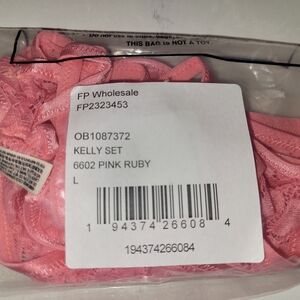 THIS BAG IS NOT A TOY.
FP Wholesale
FP2323453
OB1087372
KELLY SET
6602 PINK RUBY
L
1 94374 26608 4
194374266084